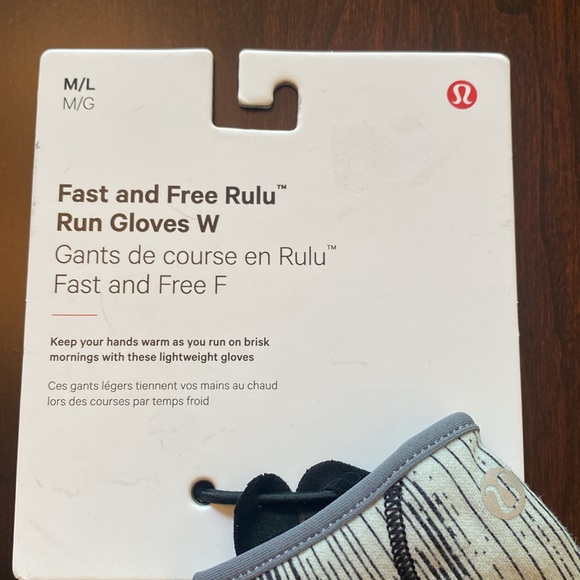 M/L
M/G
Fast and Free Rulu™
Run Gloves W
Gants de course en Rulu™
Fast and Free F
Keep your hands warm as you run on brisk
mornings with these lightweight gloves
Ces gants légers tiennent vos mains au chaud
lors des courses par temps froid